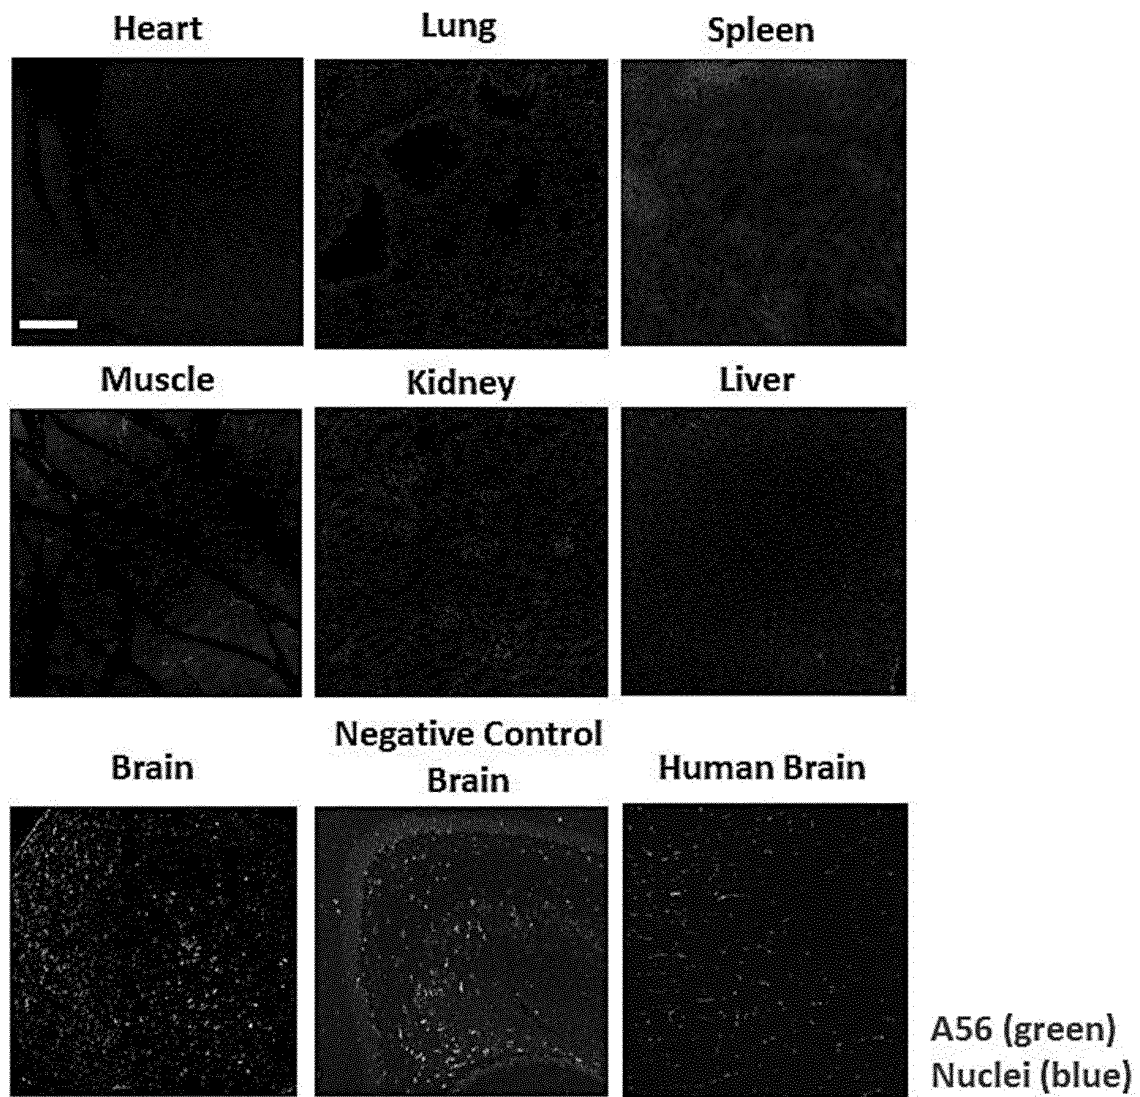 Heart
Lung
Spleen
Muscle
Kidney
Liver
Brain
Negative Control
Brain
Human Brain
A56 (green)
Nuclei (blue)